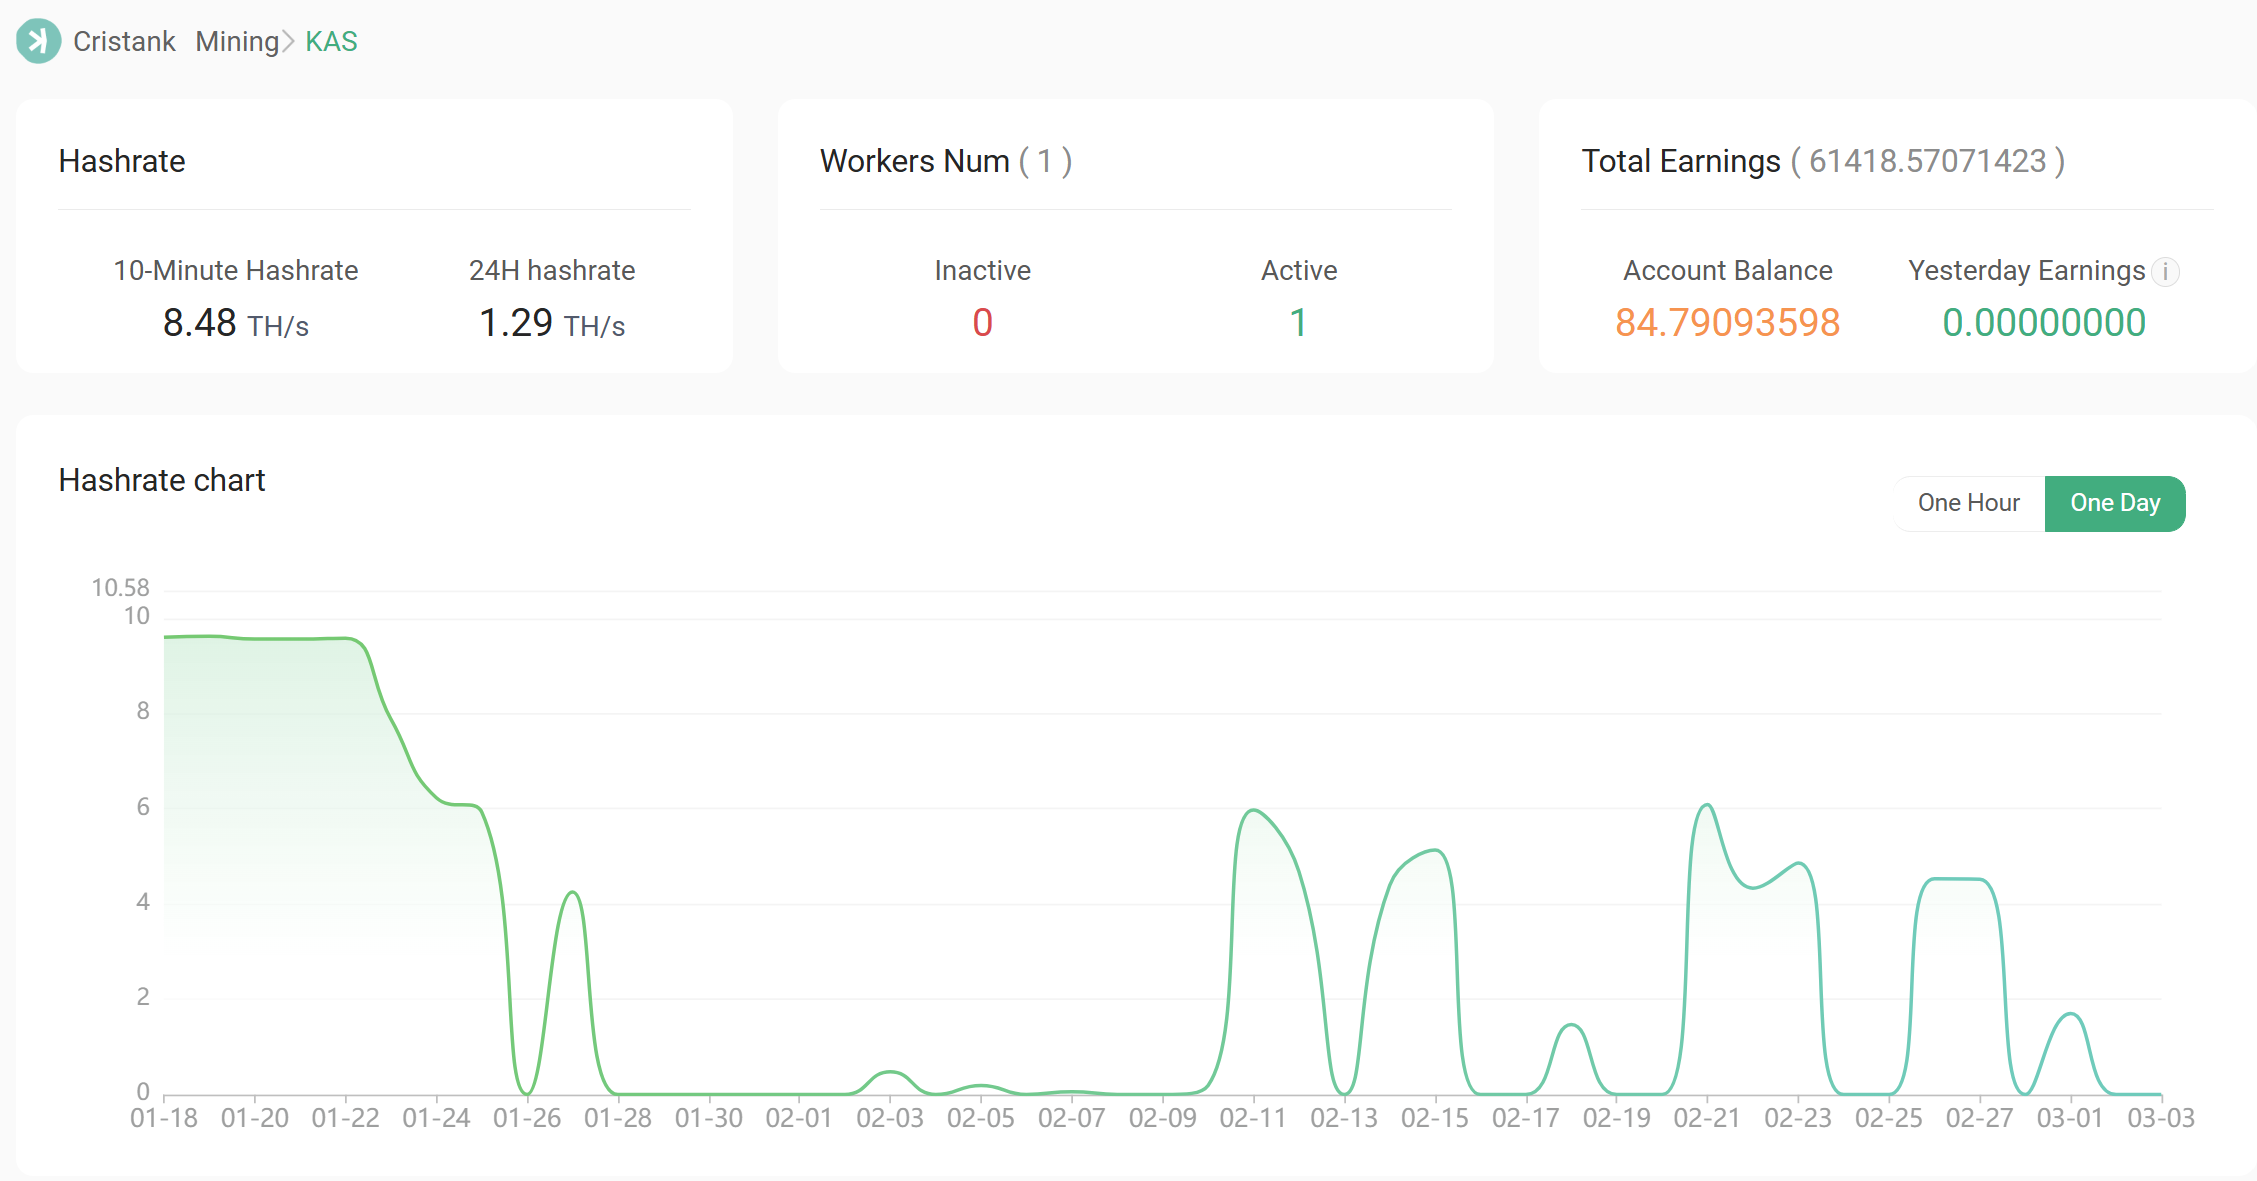 Cristank Mining > KAS
Hashrate
10-Minute Hashrate 24H hashrate
8.48 TH/s 1.29 TH/s
Workers Num ( 1 )
Inactive Active
0 1
Total Earnings ( 61418.57071423 )
Account Balance Yesterday Earnings i
84.79093598 0.00000000
Hashrate chart
One Hour One Day
10.58
10
8
6
4
2
0
01-18 01-20 01-22 01-24 01-26 01-28 01-30 02-01 02-03 02-05 02-07 02-09 02-11 02-13 02-15 02-17 02-19 02-21 02-23 02-25 02-27 03-01 03-03